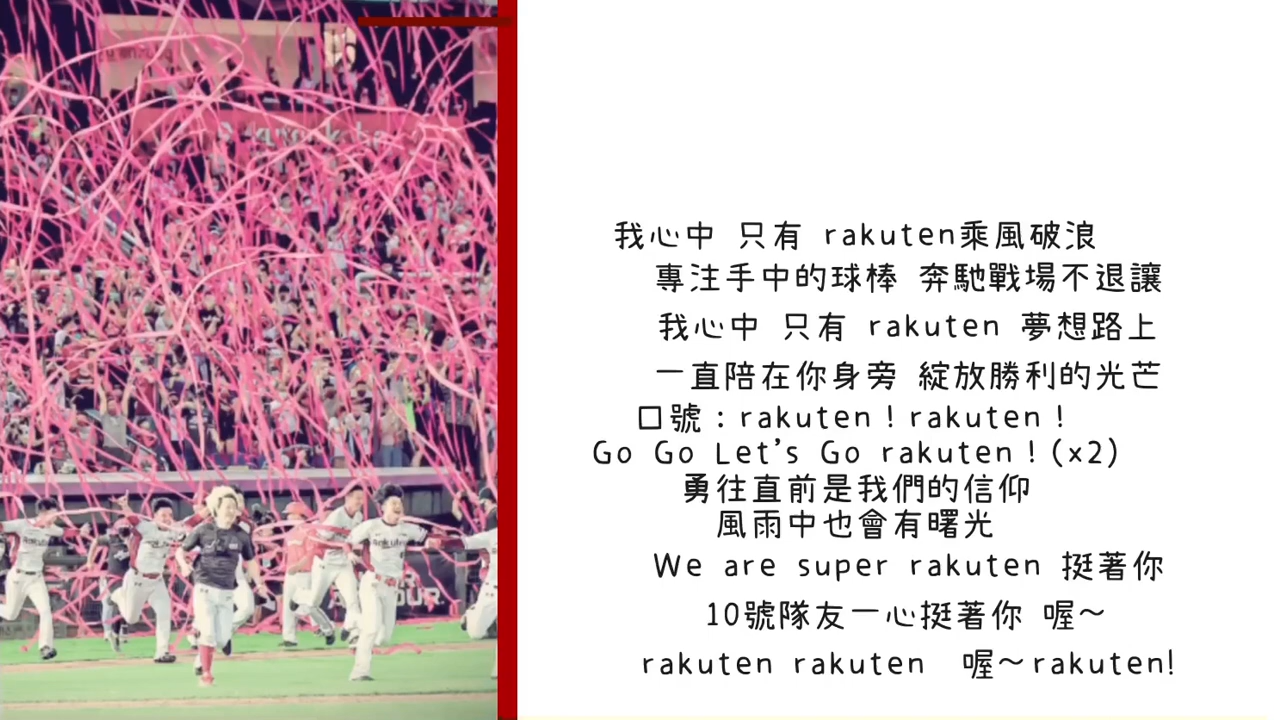 我心中 只有 rakuten乘風破浪
專注手中的球棒 奔馳戰場不退讓
我心中 只有 rakuten 夢想路上
一直陪在你身旁 綻放勝利的光芒
口號：rakuten！rakuten！
Go Go Let's Go rakuten！(x2)
勇往直前是我們的信仰
風雨中也會有曙光
We are super rakuten 挺著你
10號隊友一心挺著你 喔～
rakuten rakuten 喔～rakuten!